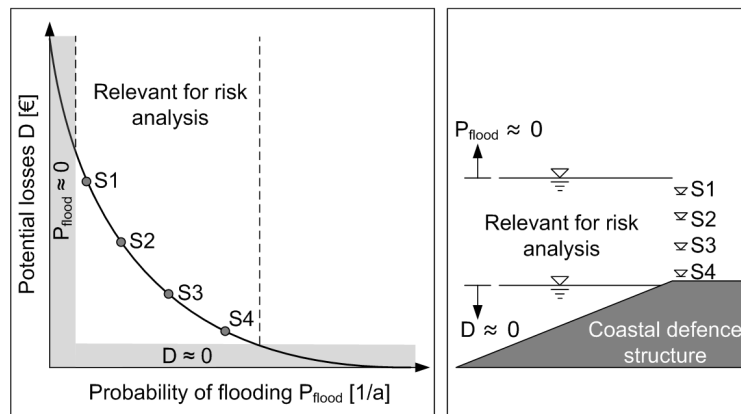 Potential losses D [€]
P_flood ≈ 0
Relevant for risk
analysis
S1
S2
S3
S4
D ≈ 0
Probability of flooding P_flood [1/a]
P_flood ≈ 0
S1
S2
S3
S4
Relevant for risk
analysis
D ≈ 0
Coastal defence
structure